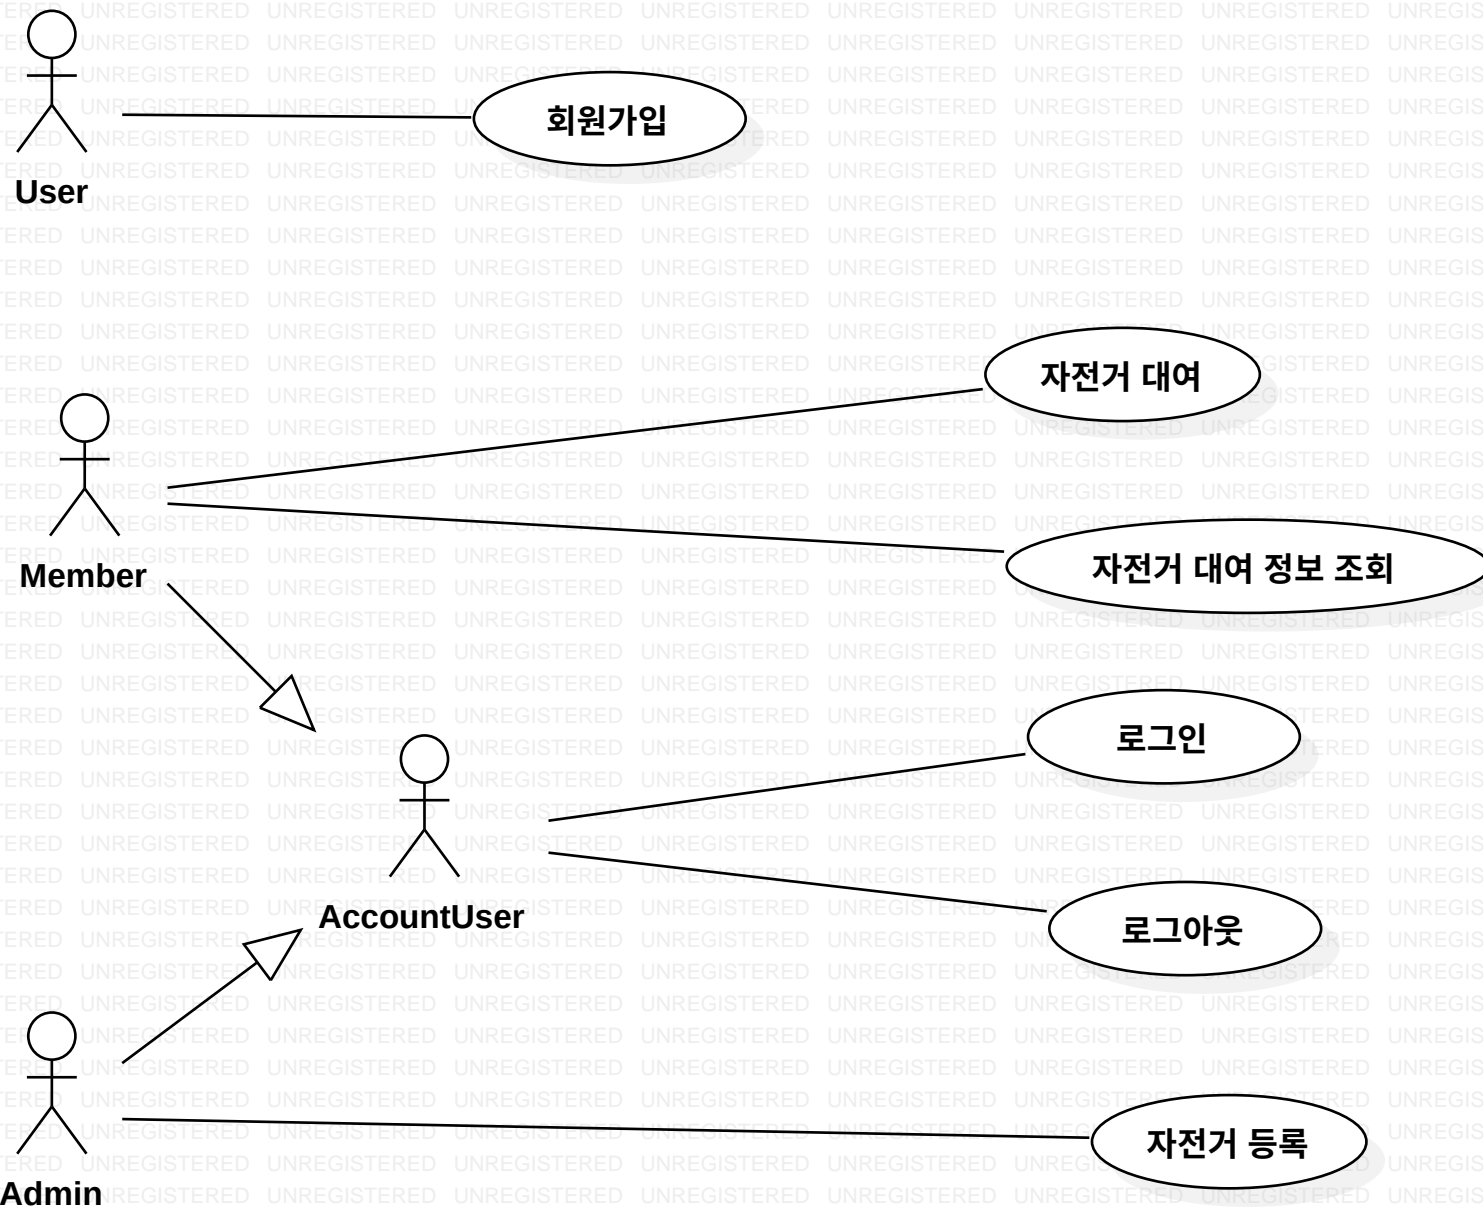 회원가입
User
자전거 대여
자전거 대여 정보 조회
Member
로그인
AccountUser
로그아웃
자전거 등록
Admin
UNREGISTERED